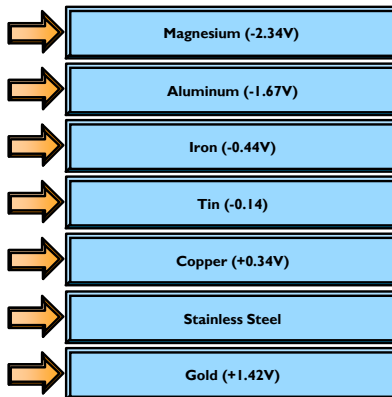 Magnesium (-2.34V)
Aluminum (-1.67V)
Iron (-0.44V)
Tin (-0.14)
Copper (+0.34V)
Stainless Steel
Gold (+1.42V)